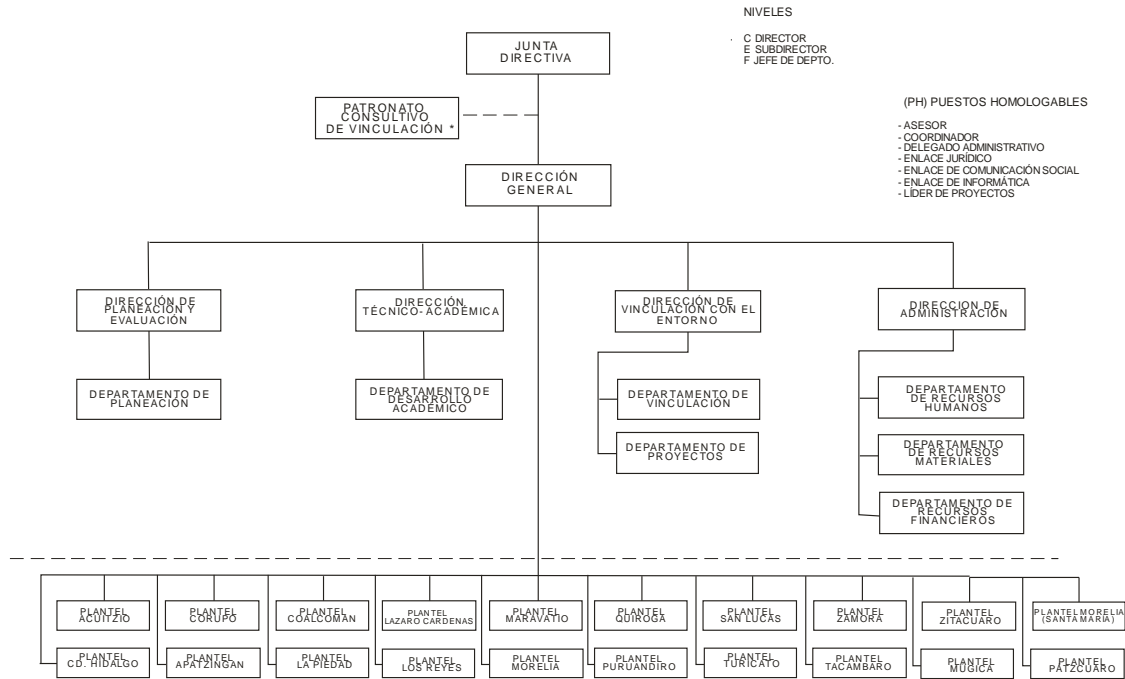 NIVELES
C DIRECTOR
E SUBDIRECTOR
F JEFE DE DEPTO.
JUNTA
DIRECTIVA
PATRONATO
CONSULTIVO
DE VINCULACIÓN *
(PH) PUESTOS HOMOLOGABLES
- ASESOR
- COORDINADOR
- DELEGADO ADMINISTRATIVO
- ENLACE JURÍDICO
- ENLACE DE COMUNICACIÓN SOCIAL
- ENLACE DE INFORMÁTICA
- LÍDER DE PROYECTOS
DIRECCIÓN
GENERAL
DIRECCIÓN DE
PLANEACIÓN Y
EVALUACIÓN
DIRECCIÓN
TÉCNICO-ACADÉMICA
DIRECCIÓN DE
VINCULACIÓN CON EL
ENTORNO
DIRECCION DE
ADMINISTRACIÓN
DEPARTAMENTO DE
PLANEACIÓN
DEPARTAMENTO DE
DESARROLLO
ACADÉMICO
DEPARTAMENTO DE
VINCULACIÓN
DEPARTAMENTO DE
PROYECTOS
DEPARTAMENTO
DE RECURSOS
HUMANOS
DEPARTAMENTO
DE RECURSOS
MATERIALES
DEPARTAMENTO DE
RECURSOS
FINANCIEROS
PLANTEL
ACUITZIO
PLANTEL
CORUPO
PLANTEL
COALCOMAN
PLANTEL
LAZARO CARDENAS
PLANTEL
MARAVATIO
PLANTEL
QUIROGA
PLANTEL
SAN LUCAS
PLANTEL
ZAMORA
PLANTEL
ZITACUARO
PLANTEL MORELIA
(SANTA MARIA)
PLANTEL
CD. HIDALGO
PLANTEL
APATZINGAN
PLANTEL
LA PIEDAD
PLANTEL
LOS REYES
PLANTEL
MORELIA
PLANTEL
PURUANDIRO
PLANTEL
TURICATO
PLANTEL
TACAMBARO
PLANTEL
MUGICA
PLANTEL
PATZCUARO